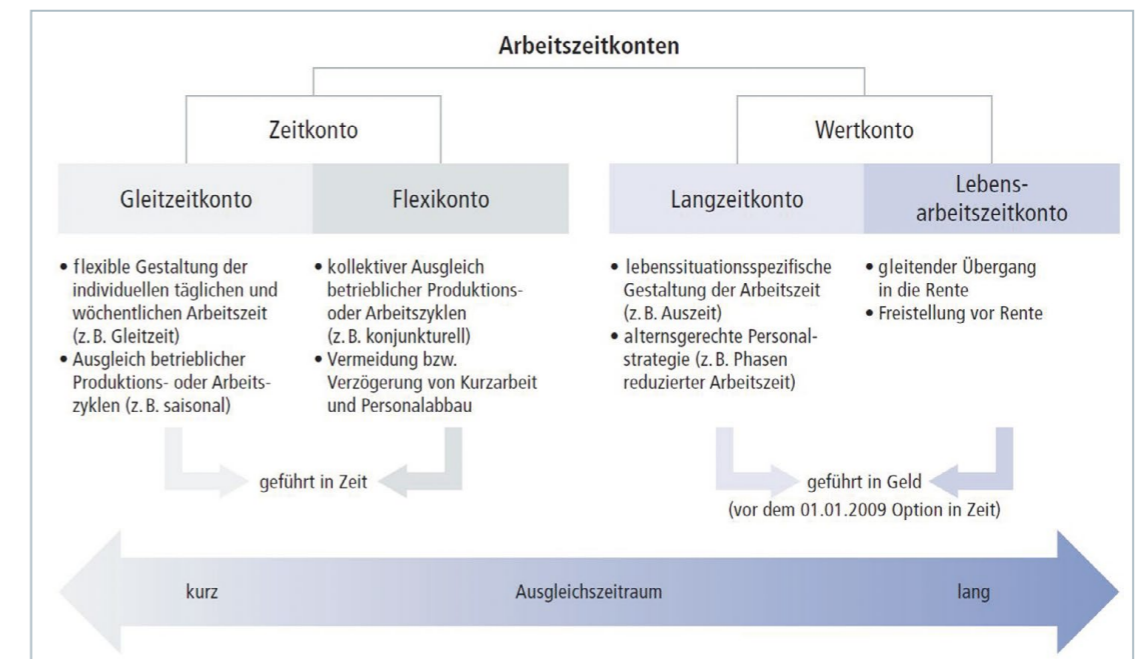 Arbeitszeitkonten
Zeitkonto
Wertkonto
Gleitzeitkonto
Flexikonto
Langzeitkonto
Lebens-
arbeitszeitkonto
• flexible Gestaltung der
individuellen täglichen und
wöchentlichen Arbeitszeit
(z. B. Gleitzeit)
• Ausgleich betrieblicher
Produktions- oder Arbeits-
zyklen (z. B. saisonal)
• kollektiver Ausgleich
betrieblicher Produktions-
oder Arbeitszyklen
(z. B. konjunkturell)
• Vermeidung bzw.
Verzögerung von Kurzarbeit
und Personalabbau
• lebenssituationsspezifische
Gestaltung der Arbeitszeit
(z. B. Auszeit)
• alternsgerechte Personal-
strategie (z. B. Phasen
reduzierter Arbeitszeit)
• gleitender Übergang
in die Rente
• Freistellung vor Rente
geführt in Zeit
geführt in Geld
(vor dem 01.01.2009 Option in Zeit)
kurz
Ausgleichszeitraum
lang